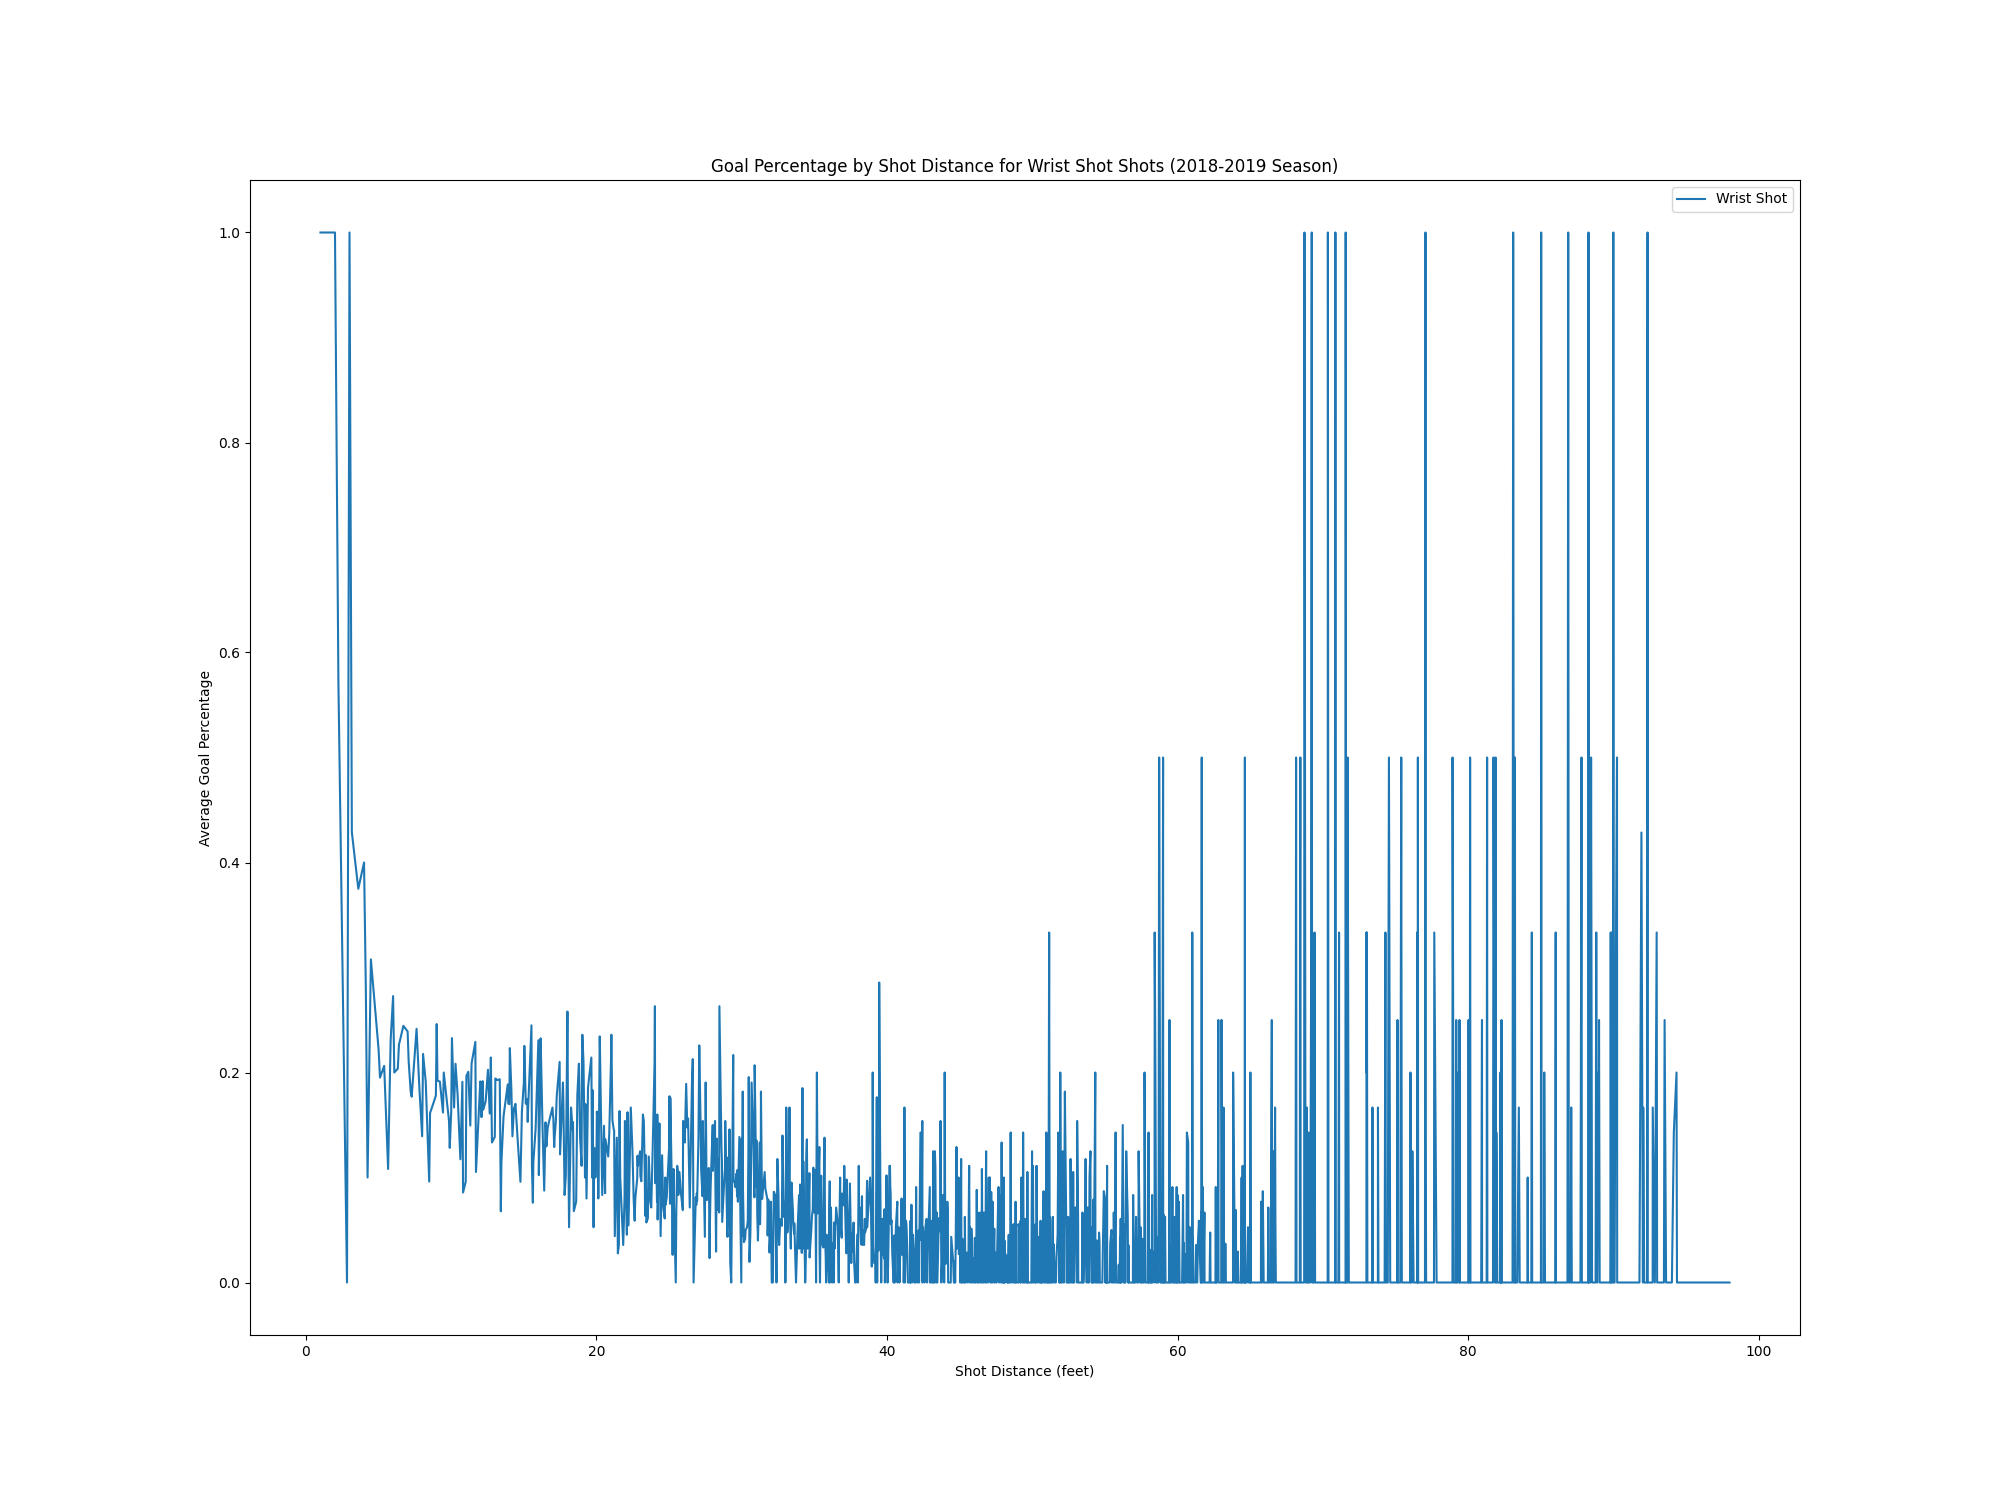 Goal Percentage by Shot Distance for Wrist Shot Shots (2018-2019 Season)
Wrist Shot
1.0
0.8
0.6
0.4
0.2
0.0
Average Goal Percentage
0 20 40 60 80 100
Shot Distance (feet)